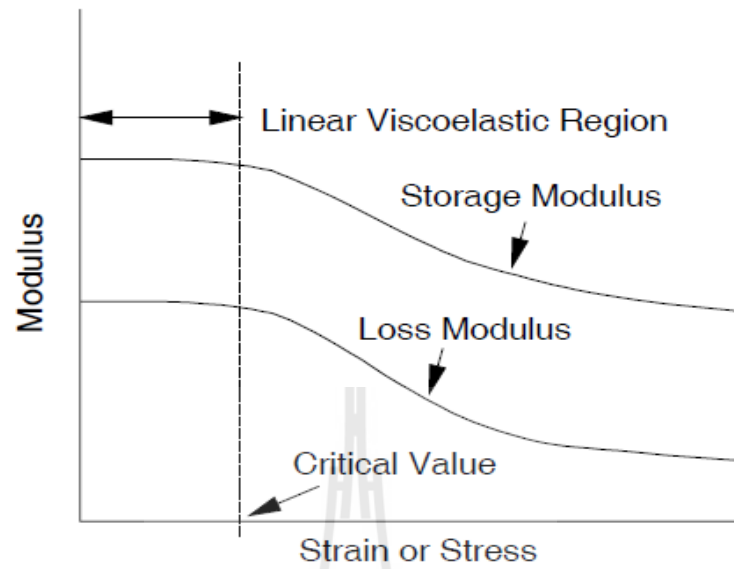 Linear Viscoelastic Region
Storage Modulus
Modulus
Loss Modulus
Critical Value
Strain or Stress